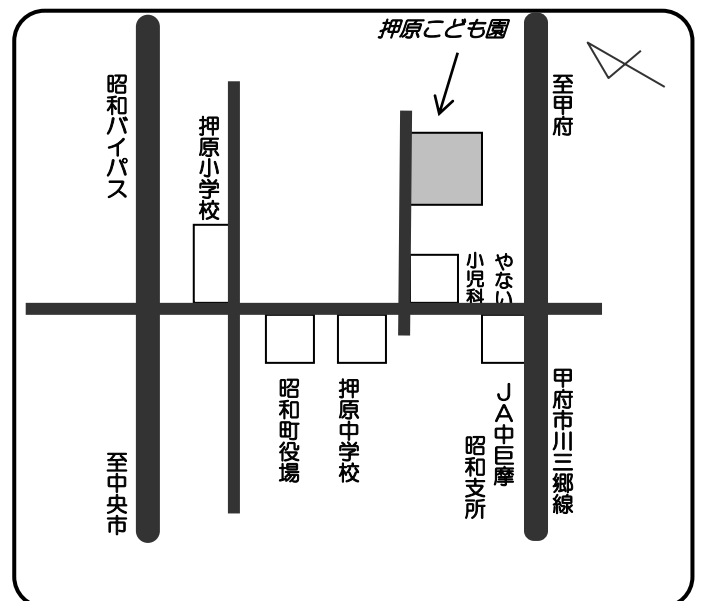 押原こども園
至甲府
昭和バイパス
押原小学校
やない
小児科
甲府市川三郷線
JA中巨摩
昭和支所
押原中学校
昭和町役場
至中央市